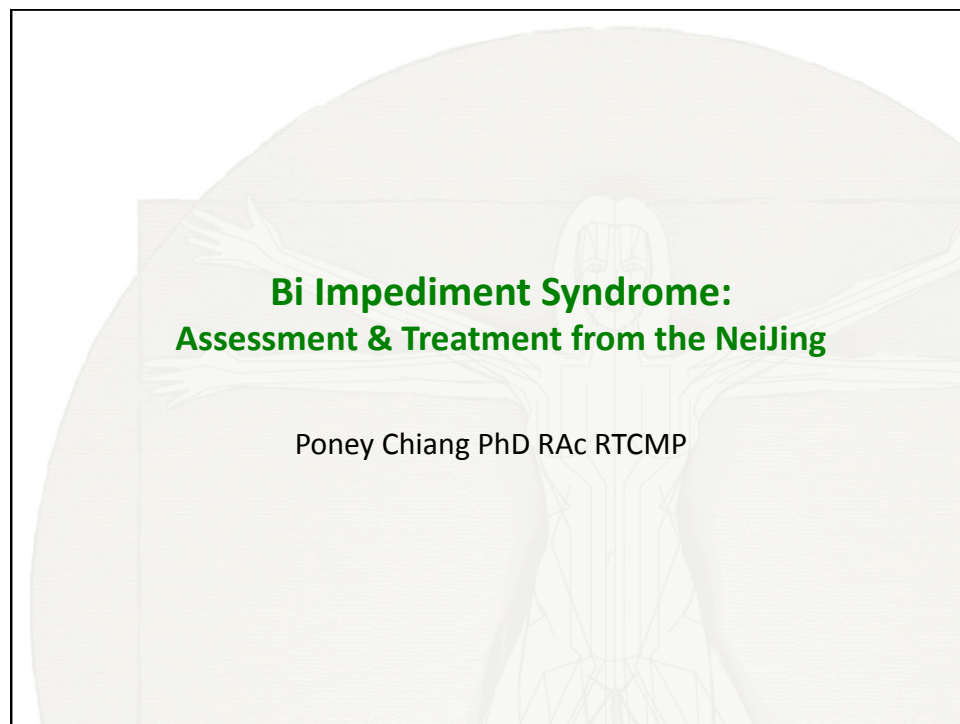 Bi Impediment Syndrome:
Assessment & Treatment from the NeiJing
Poney Chiang PhD RAc RTCMP